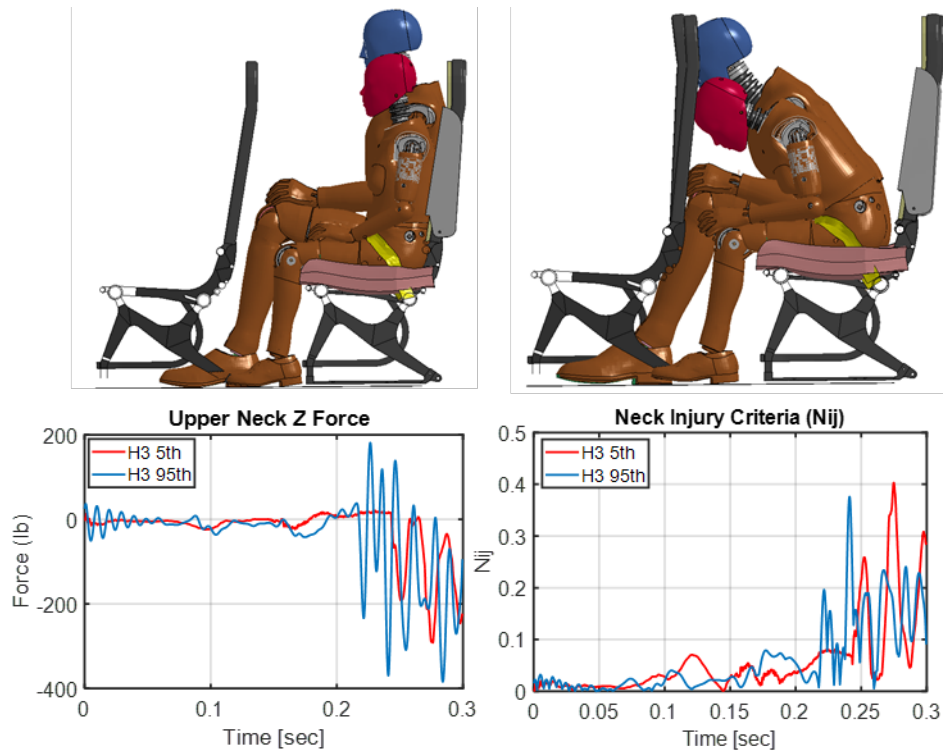 Upper Neck Z Force
H3 5th
H3 95th
200
0
-200
-400
Force (lb)
0
0.1
0.2
0.3
Time [sec]
Neck Injury Criteria (Nij)
H3 5th
H3 95th
0.5
0.4
0.3
0.2
0.1
0
Nij
0
0.05
0.1
0.15
0.2
0.25
0.3
Time [sec]